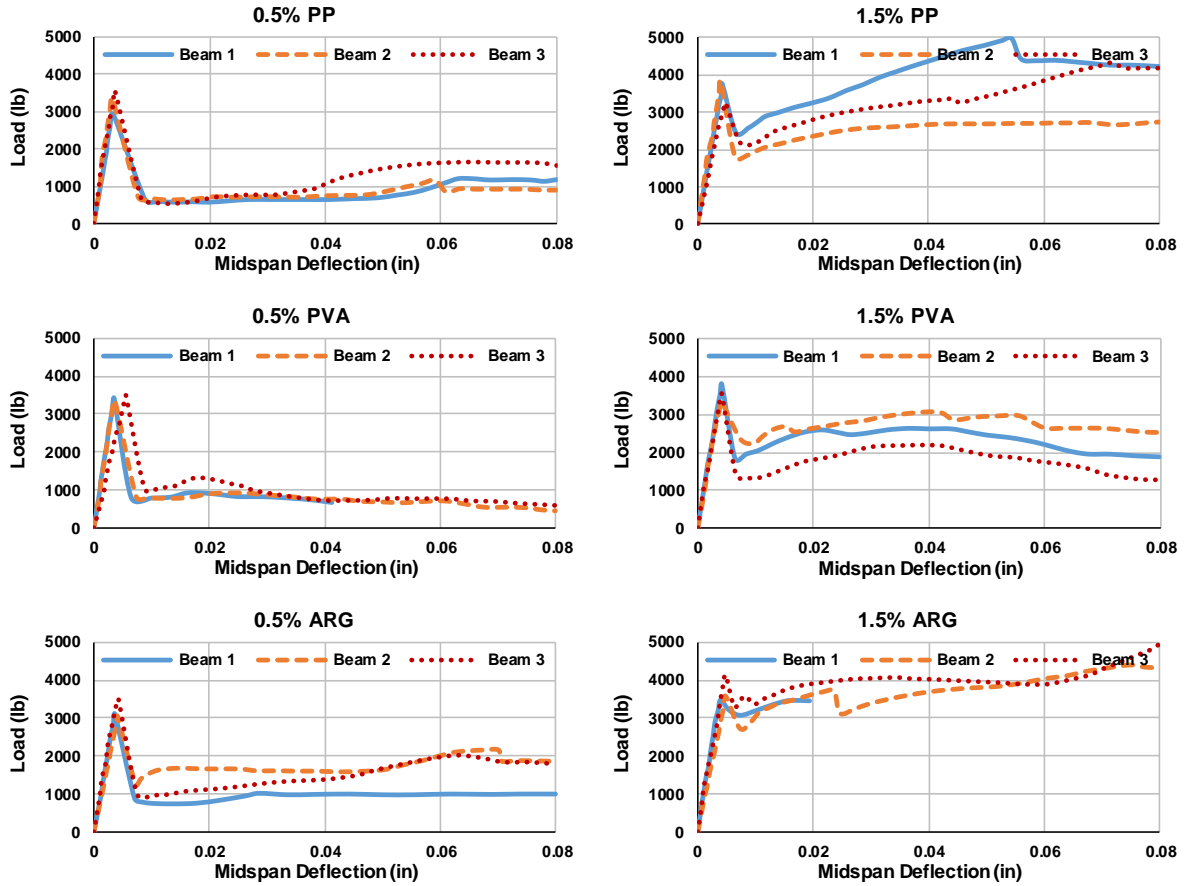 0.5% PP
5000
4000
3000
2000
1000
0
Load (lb)
Beam 1 Beam 2 Beam 3
0 0.02 0.04 0.06 0.08
Midspan Deflection (in)
1.5% PP
5000
4000
3000
2000
1000
0
Load (lb)
Beam 1 Beam 2 Beam 3
0 0.02 0.04 0.06 0.08
Midspan Deflection (in)
0.5% PVA
5000
4000
3000
2000
1000
0
Load (lb)
Beam 1 Beam 2 Beam 3
0 0.02 0.04 0.06 0.08
Midspan Deflection (in)
1.5% PVA
5000
4000
3000
2000
1000
0
Load (lb)
Beam 1 Beam 2 Beam 3
0 0.02 0.04 0.06 0.08
Midspan Deflection (in)
0.5% ARG
5000
4000
3000
2000
1000
0
Load (lb)
Beam 1 Beam 2 Beam 3
0 0.02 0.04 0.06 0.08
Midspan Deflection (in)
1.5% ARG
5000
4000
3000
2000
1000
0
Load (lb)
Beam 1 Beam 2 Beam 3
0 0.02 0.04 0.06 0.08
Midspan Deflection (in)